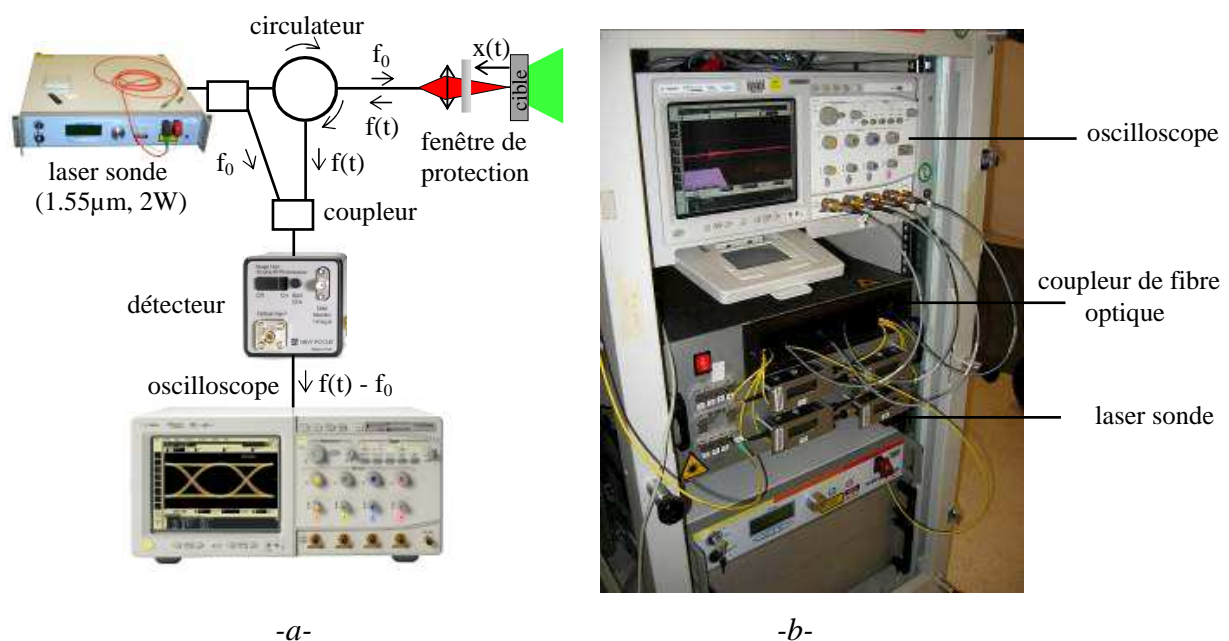 circulateur
f₀
x(t)
cible
f(t)
fenêtre de
protection
laser sonde
(1.55µm, 2W)
f₀
f(t)
coupleur
détecteur
oscilloscope
f(t) - f₀
-a-
oscilloscope
coupleur de fibre
optique
laser sonde
-b-